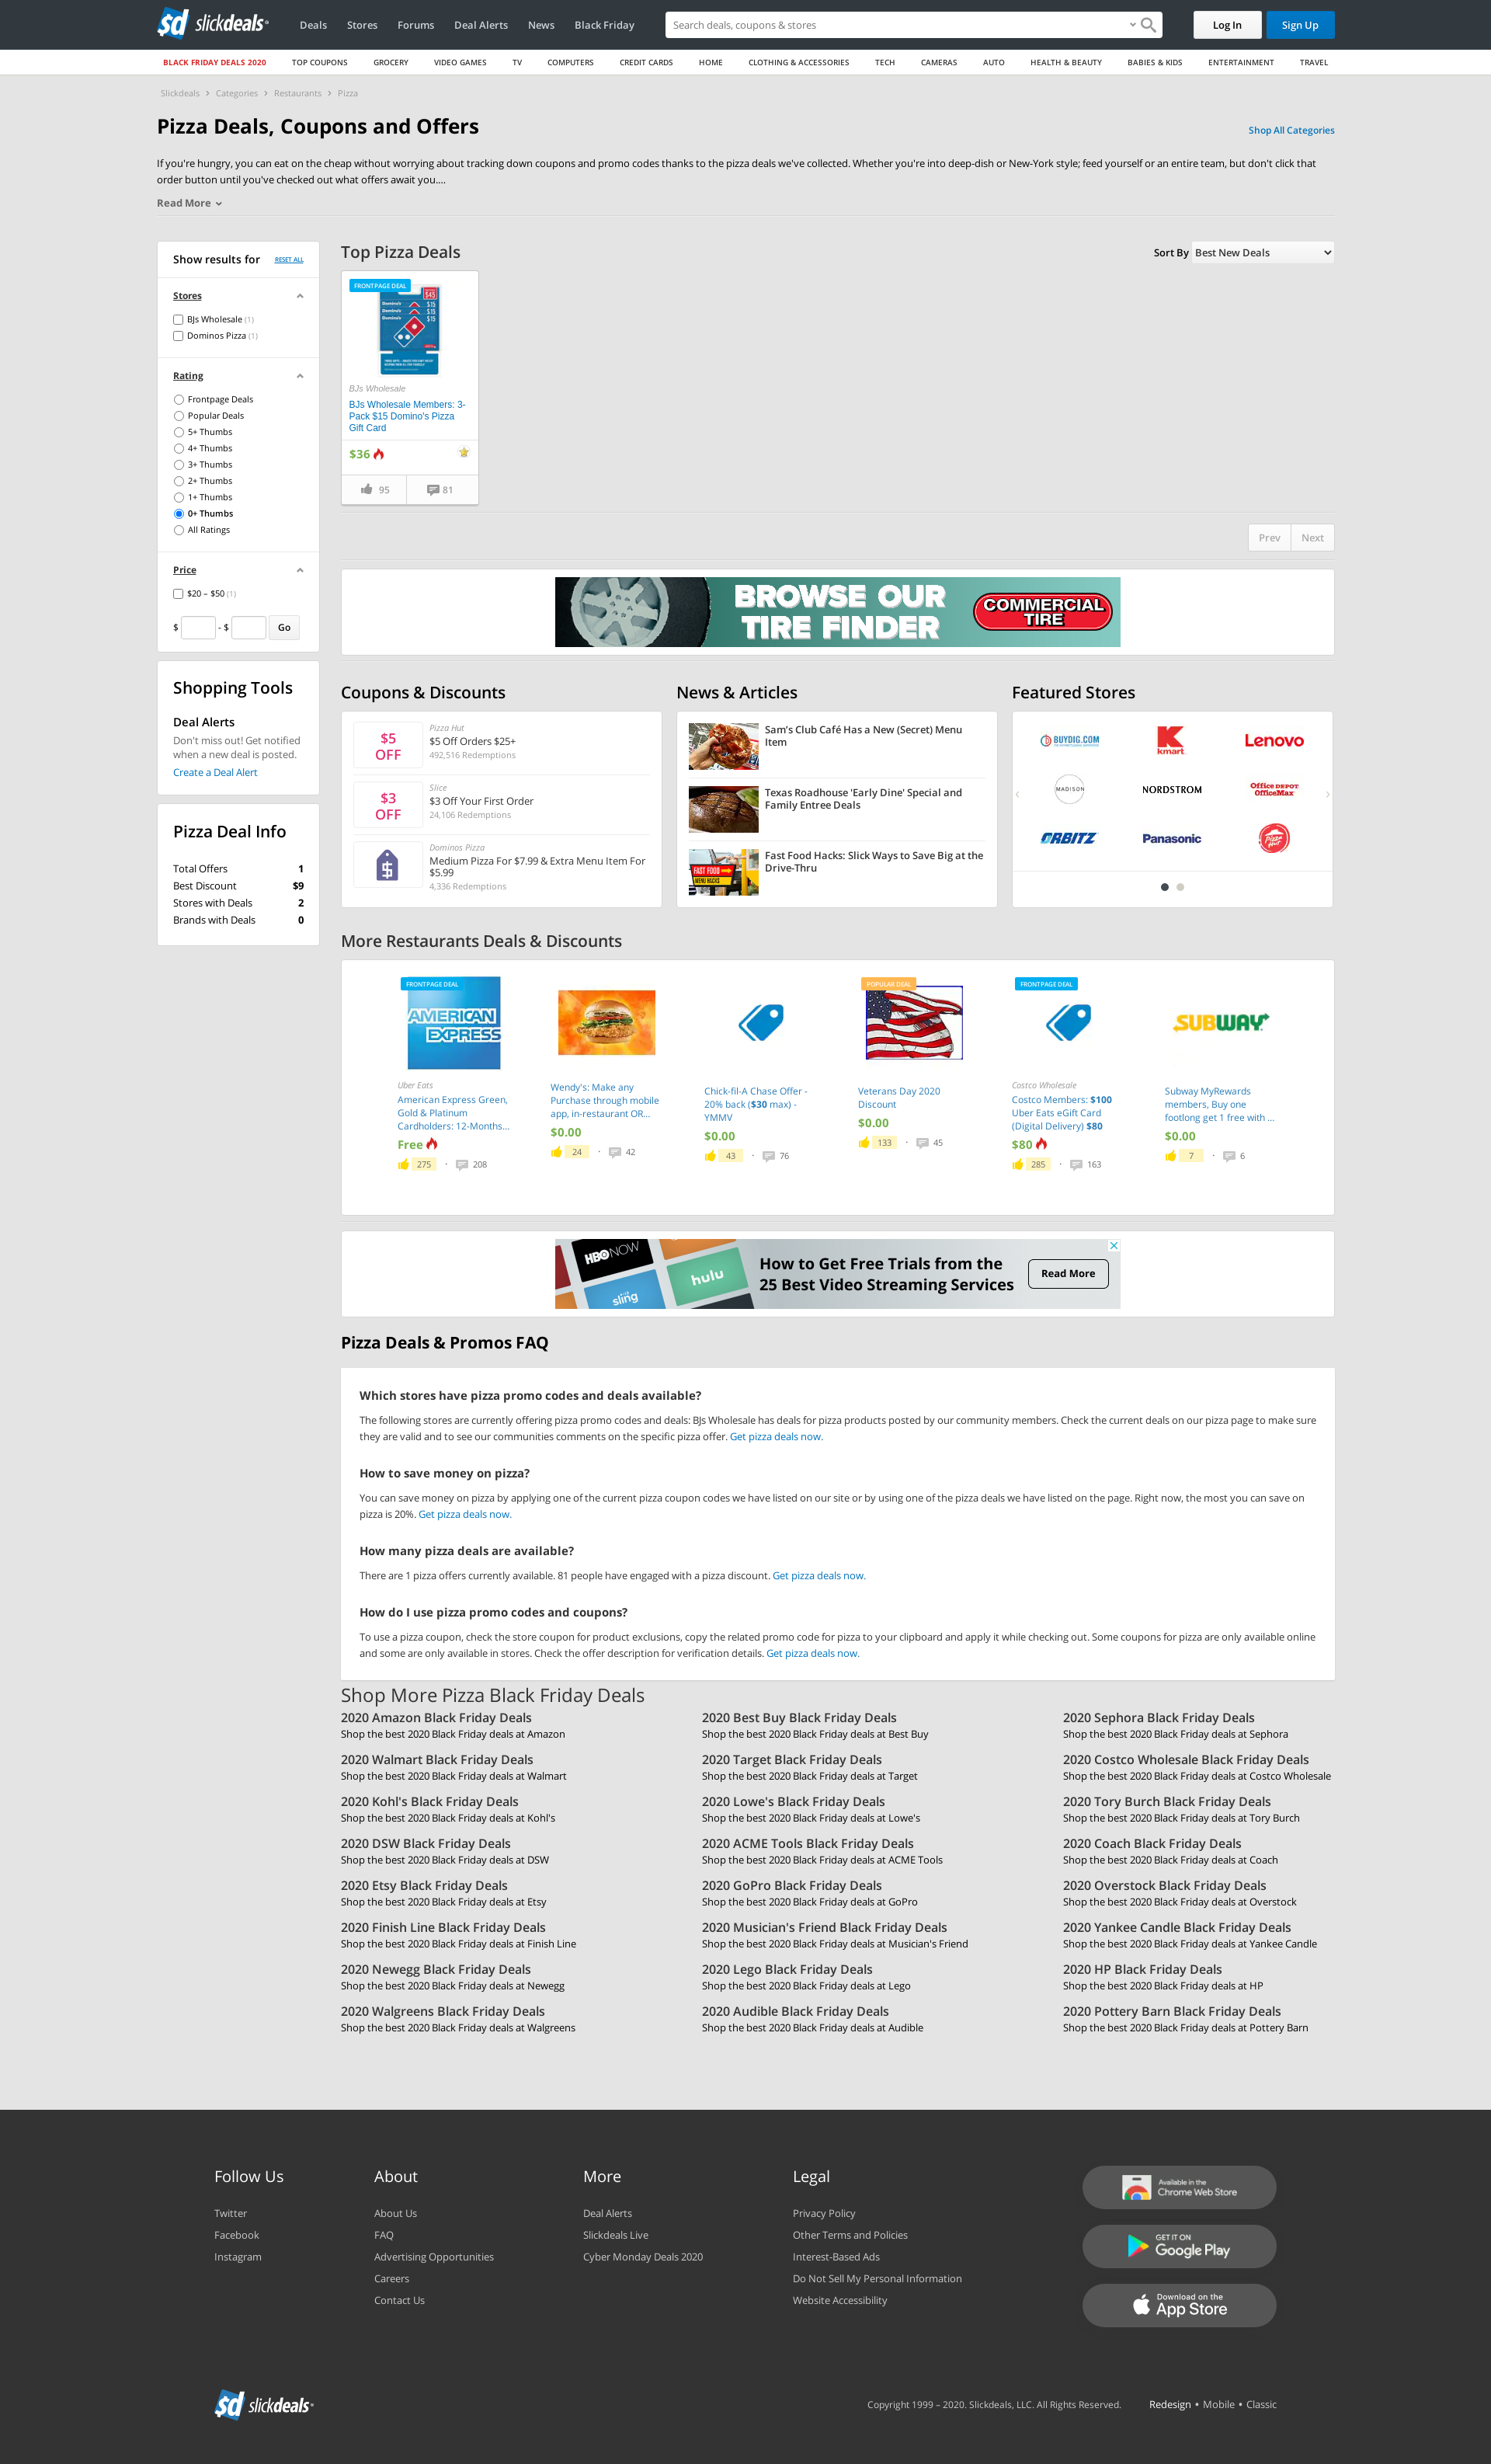 sd slickdeals
Deals Stores Forums Deal Alerts News Black Friday
Search deals, coupons & stores
Log In Sign Up
BLACK FRIDAY DEALS 2020 TOP COUPONS GROCERY VIDEO GAMES TV COMPUTERS CREDIT CARDS HOME CLOTHING & ACCESSORIES TECH CAMERAS AUTO HEALTH & BEAUTY BABIES & KIDS ENTERTAINMENT TRAVEL
Slickdeals › Categories › Restaurants › Pizza
Pizza Deals, Coupons and Offers
Shop All Categories
If you're hungry, you can eat on the cheap without worrying about tracking down coupons and promo codes thanks to the pizza deals we've collected. Whether you're into deep-dish or New-York style; feed yourself or an entire team, but don't click that
order button until you've checked out what offers await you....
Read More
Show results for RESET ALL
Stores
BJs Wholesale (1)
Dominos Pizza (1)
Rating
Frontpage Deals
Popular Deals
5+ Thumbs
4+ Thumbs
3+ Thumbs
2+ Thumbs
1+ Thumbs
0+ Thumbs
All Ratings
Price
$20 – $50 (1)
$ - $ Go
Shopping Tools
Deal Alerts
Don't miss out! Get notified
when a new deal is posted.
Create a Deal Alert
Pizza Deal Info
Total Offers 1
Best Discount $9
Stores with Deals 2
Brands with Deals 0
Top Pizza Deals
Sort By Best New Deals
FRONTPAGE DEAL
$45
Domino's $15
Domino's $15
Domino's $15
BJs Wholesale
BJs Wholesale Members: 3-
Pack $15 Domino's Pizza
Gift Card
$36
95 81
Prev Next
BROWSE OUR
TIRE FINDER
COMMERCIAL
TIRE
Coupons & Discounts
$5
OFF
Pizza Hut
$5 Off Orders $25+
492,516 Redemptions
$3
OFF
Slice
$3 Off Your First Order
24,106 Redemptions
$
Dominos Pizza
Medium Pizza For $7.99 & Extra Menu Item For
$5.99
4,336 Redemptions
News & Articles
Sam's Club Café Has a New (Secret) Menu
Item
Texas Roadhouse 'Early Dine' Special and
Family Entree Deals
FAST FOOD
MENU HACKS
Fast Food Hacks: Slick Ways to Save Big at the
Drive-Thru
Featured Stores
BUYDIG.COM
kmart
Lenovo
MADISON
NORDSTROM
Office DEPOT
OfficeMax
ORBITZ
Panasonic
Pizza Hut
More Restaurants Deals & Discounts
FRONTPAGE DEAL
AMERICAN
EXPRESS
Uber Eats
American Express Green,
Gold & Platinum
Cardholders: 12-Months...
Free
275 · 208
Wendy's: Make any
Purchase through mobile
app, in-restaurant OR...
$0.00
24 · 42
Chick-fil-A Chase Offer -
20% back ($30 max) -
YMMV
$0.00
43 · 76
POPULAR DEAL
Veterans Day 2020
Discount
$0.00
133 · 45
FRONTPAGE DEAL
Costco Wholesale
Costco Members: $100
Uber Eats eGift Card
(Digital Delivery) $80
$80
285 · 163
SUBWAY
Subway MyRewards
members, Buy one
footlong get 1 free with ...
$0.00
7 · 6
HBO NOW
hulu
sling
How to Get Free Trials from the
25 Best Video Streaming Services
Read More
Pizza Deals & Promos FAQ
Which stores have pizza promo codes and deals available?
The following stores are currently offering pizza promo codes and deals: BJs Wholesale has deals for pizza products posted by our community members. Check the current deals on our pizza page to make sure
they are valid and to see our communities comments on the specific pizza offer. Get pizza deals now.
How to save money on pizza?
You can save money on pizza by applying one of the current pizza coupon codes we have listed on our site or by using one of the pizza deals we have listed on the page. Right now, the most you can save on
pizza is 20%. Get pizza deals now.
How many pizza deals are available?
There are 1 pizza offers currently available. 81 people have engaged with a pizza discount. Get pizza deals now.
How do I use pizza promo codes and coupons?
To use a pizza coupon, check the store coupon for product exclusions, copy the related promo code for pizza to your clipboard and apply it while checking out. Some coupons for pizza are only available online
and some are only available in stores. Check the offer description for verification details. Get pizza deals now.
Shop More Pizza Black Friday Deals
2020 Amazon Black Friday Deals
Shop the best 2020 Black Friday deals at Amazon
2020 Best Buy Black Friday Deals
Shop the best 2020 Black Friday deals at Best Buy
2020 Sephora Black Friday Deals
Shop the best 2020 Black Friday deals at Sephora
2020 Walmart Black Friday Deals
Shop the best 2020 Black Friday deals at Walmart
2020 Target Black Friday Deals
Shop the best 2020 Black Friday deals at Target
2020 Costco Wholesale Black Friday Deals
Shop the best 2020 Black Friday deals at Costco Wholesale
2020 Kohl's Black Friday Deals
Shop the best 2020 Black Friday deals at Kohl's
2020 Lowe's Black Friday Deals
Shop the best 2020 Black Friday deals at Lowe's
2020 Tory Burch Black Friday Deals
Shop the best 2020 Black Friday deals at Tory Burch
2020 DSW Black Friday Deals
Shop the best 2020 Black Friday deals at DSW
2020 ACME Tools Black Friday Deals
Shop the best 2020 Black Friday deals at ACME Tools
2020 Coach Black Friday Deals
Shop the best 2020 Black Friday deals at Coach
2020 Etsy Black Friday Deals
Shop the best 2020 Black Friday deals at Etsy
2020 GoPro Black Friday Deals
Shop the best 2020 Black Friday deals at GoPro
2020 Overstock Black Friday Deals
Shop the best 2020 Black Friday deals at Overstock
2020 Finish Line Black Friday Deals
Shop the best 2020 Black Friday deals at Finish Line
2020 Musician's Friend Black Friday Deals
Shop the best 2020 Black Friday deals at Musician's Friend
2020 Yankee Candle Black Friday Deals
Shop the best 2020 Black Friday deals at Yankee Candle
2020 Newegg Black Friday Deals
Shop the best 2020 Black Friday deals at Newegg
2020 Lego Black Friday Deals
Shop the best 2020 Black Friday deals at Lego
2020 HP Black Friday Deals
Shop the best 2020 Black Friday deals at HP
2020 Walgreens Black Friday Deals
Shop the best 2020 Black Friday deals at Walgreens
2020 Audible Black Friday Deals
Shop the best 2020 Black Friday deals at Audible
2020 Pottery Barn Black Friday Deals
Shop the best 2020 Black Friday deals at Pottery Barn
Follow Us
Twitter
Facebook
Instagram
About
About Us
FAQ
Advertising Opportunities
Careers
Contact Us
More
Deal Alerts
Slickdeals Live
Cyber Monday Deals 2020
Legal
Privacy Policy
Other Terms and Policies
Interest-Based Ads
Do Not Sell My Personal Information
Website Accessibility
Available in the
Chrome Web Store
GET IT ON
Google Play
Download on the
App Store
sd slickdeals
Copyright 1999 – 2020. Slickdeals, LLC. All Rights Reserved.
Redesign • Mobile • Classic